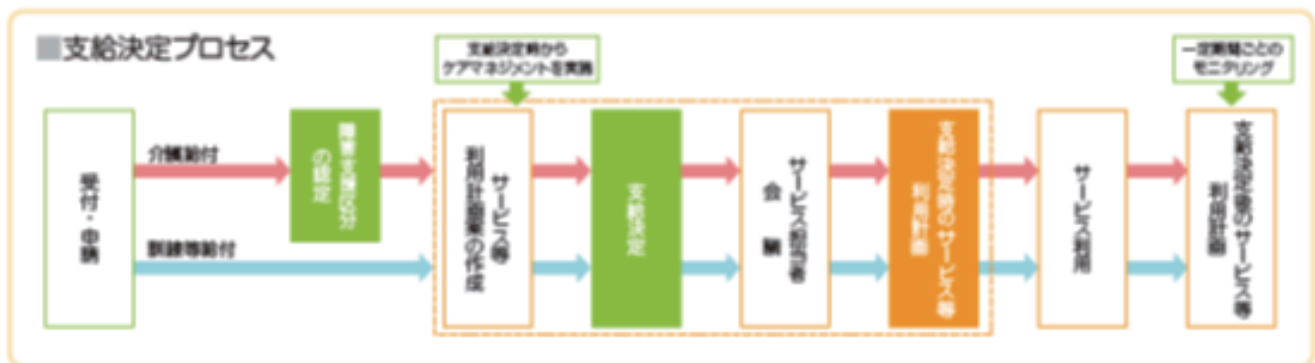 ■支給決定プロセス
支給決定前から
ケアマネジメントを実施
一定期間ごとの
モニタリング
受付・申請
介護給付
訓練等給付
障害支援区分
の認定
サービス等
利用計画案の作成
支給決定
サービス担当者
会議
支給決定時のサービス等
利用計画
サービス利用
支給決定後のサービス等
利用計画